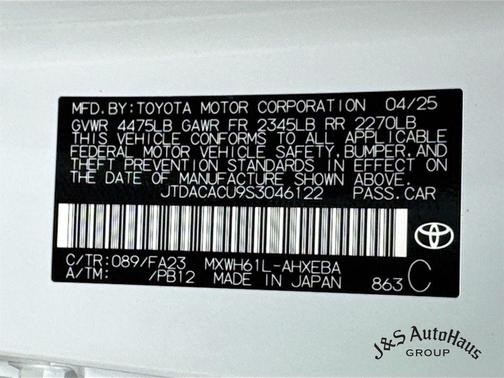 MFD.BY:TOYOTA MOTOR CORPORATION 04/25
GVWR 4475LB GAWR FR 2345LB RR 2270LB
THIS VEHICLE CONFORMS TO ALL APPLICABLE
FEDERAL MOTOR VEHICLE SAFETY,BUMPER,AND
THEFT PREVENTION STANDARDS IN EFFECT ON
THE DATE OF MANUFACTURE SHOWN ABOVE.
JTDACACU9S3046122 PASS.CAR
C/TR:089/FA23 MXWH61L-AHXEBA
A/TM: /PB12 MADE IN JAPAN 863 C
J&S AUTOHAUS
GROUP